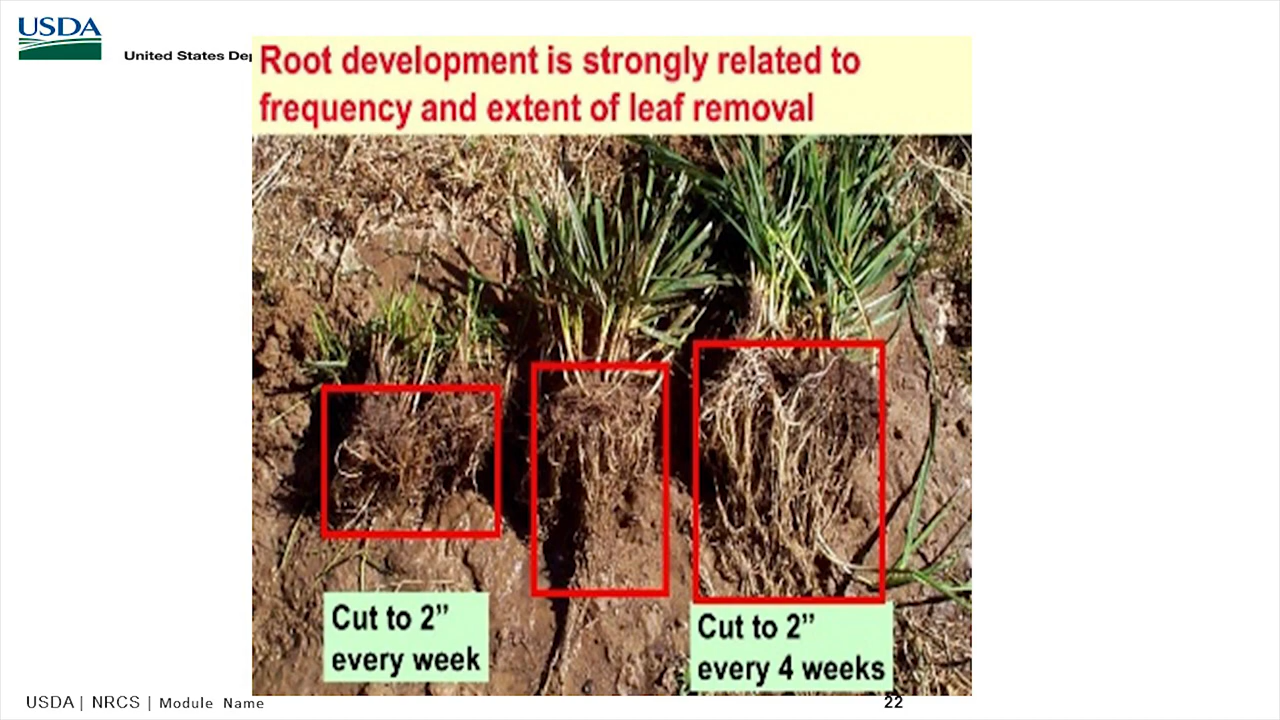 USDA
United States Dep
Root development is strongly related to
frequency and extent of leaf removal
Cut to 2”
every week
Cut to 2”
every 4 weeks
USDA | NRCS | Module Name
22